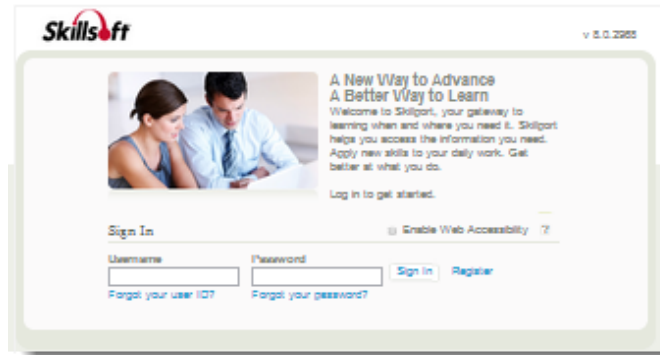 Skillsoft
v 8.0.2965
A New Way to Advance
A Better Way to Learn
Welcome to Skillport, your gateway to
learning when and where you need it. Skillport
helps you access the information you need.
Apply new skills to your daily work. Get
better at what you do.
Log in to get started.
Sign In
Enable Web Accessibility ?
Username Password
Sign In Register
Forgot your user ID? Forgot your password?